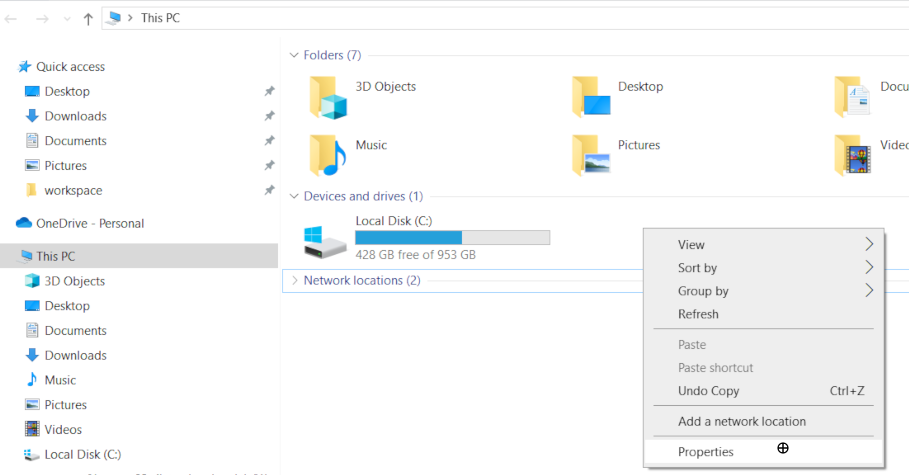 This PC
Quick access
Desktop
Downloads
Documents
Pictures
workspace
OneDrive - Personal
This PC
3D Objects
Desktop
Documents
Downloads
Music
Pictures
Videos
Local Disk (C:)
Folders (7)
3D Objects
Desktop
Docu
Music
Pictures
Video
Devices and drives (1)
Local Disk (C:)
428 GB free of 953 GB
Network locations (2)
View
Sort by
Group by
Refresh
Paste
Paste shortcut
Undo Copy Ctrl+Z
Add a network location
Properties